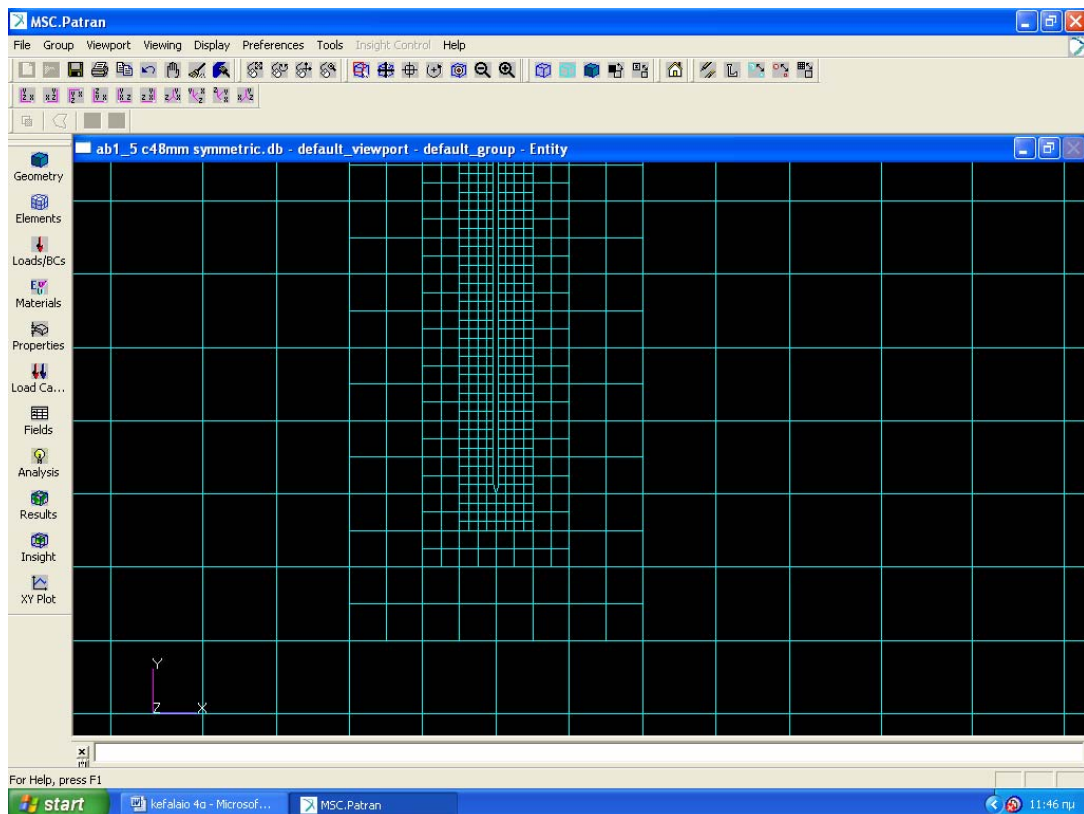 MSC.Patran
File Group Viewport Viewing Display Preferences Tools Insight Control Help
ab1_5 c48mm symmetric.db - default_viewport - default_group - Entity
Geometry
Elements
Loads/BCs
Materials
Properties
Load Ca...
Fields
Analysis
Results
Insight
XY Plot
Y
Z X
For Help, press F1
start kefalaio 4α - Microsof... MSC.Patran 11:46 πμ